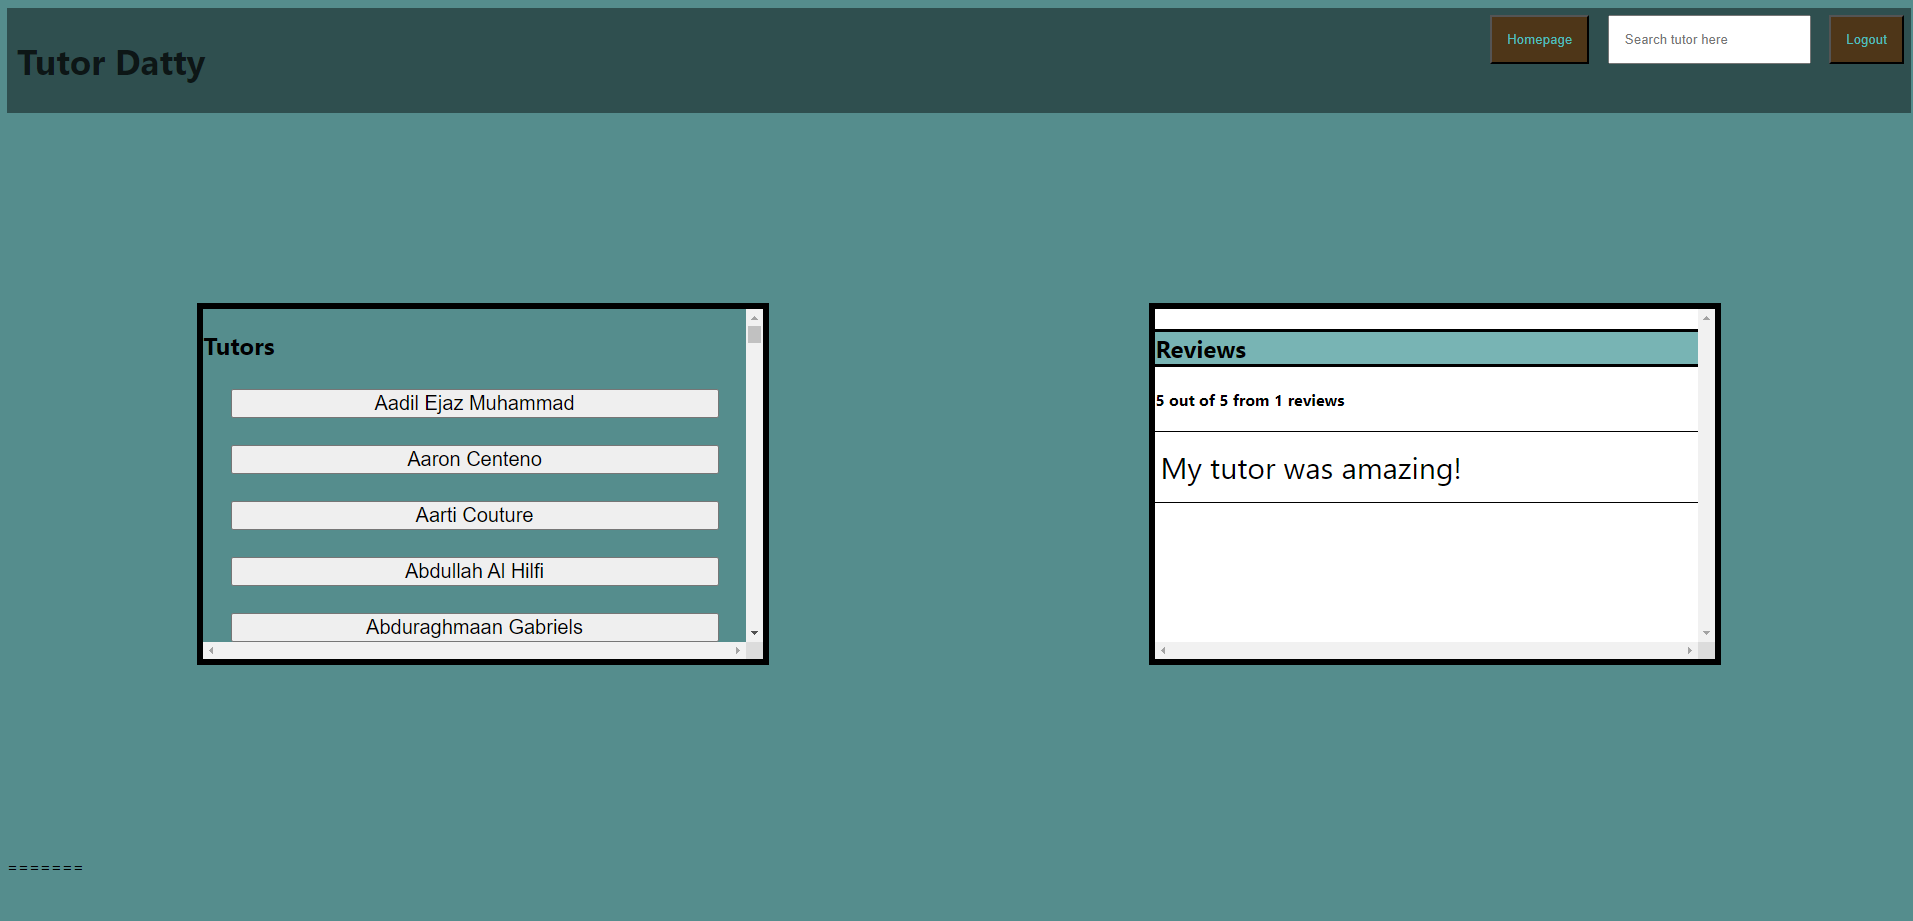 Tutor Datty
Homepage
Search tutor here
Logout
Tutors
Aadil Ejaz Muhammad
Aaron Centeno
Aarti Couture
Abdullah Al Hilfi
Abduraghmaan Gabriels
Reviews
5 out of 5 from 1 reviews
My tutor was amazing!
=======